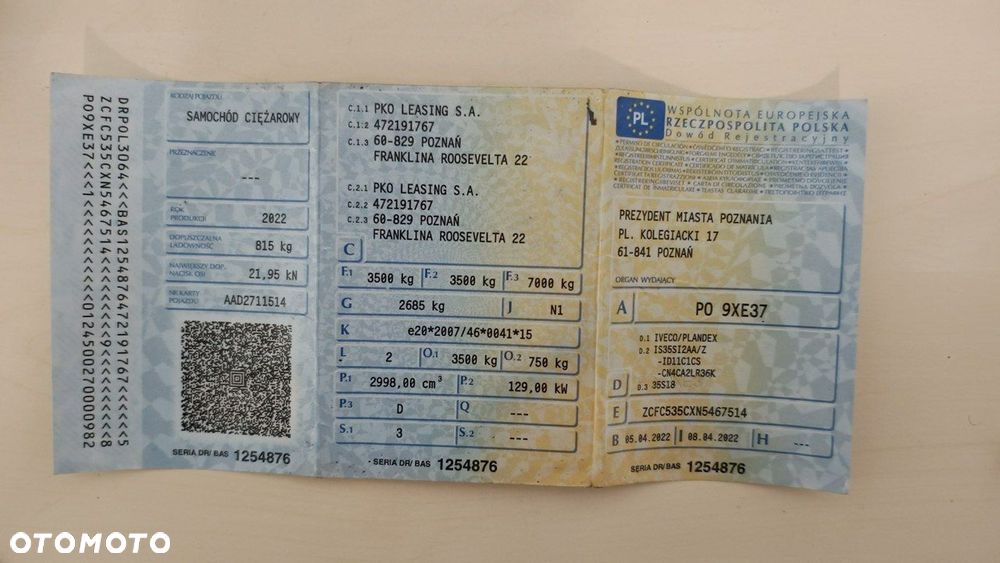 DRPOL3064<<BAS1254876472191767<<<<<5
ZCFC535CXN5467514<<<<<<<<<9<<<<<<<<8
PO9XE37<<<1<<<<<<<<<<<01245002700009 82
RODZAJ POJAZDU
SAMOCHÓD CIĘŻAROWY
PRZEZNACZENIE
---
ROK PRODUKCJI 2022
DOPUSZCZALNA ŁADOWNOŚĆ 815 kg
NAJWIĘKSZY DOP. NACISK OSI 21,95 kN
NR KARTY POJAZDU AAD2711514
SERIA DR/ BAS 1254876
C.1.1 PKO LEASING S.A.
C.1.2 472191767
C.1.3 60-829 POZNAŃ
FRANKLINA ROOSEVELTA 22
C.2.1 PKO LEASING S.A.
C.2.2 472191767
C.2.3 60-829 POZNAŃ
FRANKLINA ROOSEVELTA 22
C
F.1 3500 kg F.2 3500 kg F.3 7000 kg
G 2685 kg J N1
K e20*2007/46*0041*15
L 2 O.1 3500 kg O.2 750 kg
P.1 2998,00 cm³ P.2 129,00 kW
P.3 D Q ---
S.1 3 S.2 ---
SERIA DR/ BAS 1254876
PL
WSPÓLNOTA EUROPEJSKA
RZECZPOSPOLITA POLSKA
Dowód Rejestracyjny
PREZYDENT MIASTA POZNANIA
PL. KOLEGIACKI 17
61-841 POZNAŃ
ORGAN WYDAJĄCY
A PO 9XE37
D.1 IVECO/PLANDEX
D.2 IS35SI2AA/Z
-ID11C1CS
-CN4CA2LR36K
D D.3 35S18
E ZCFC535CXN5467514
B 05.04.2022 I 08.04.2022 H ---
SERIA DR/ BAS 1254876
OTOMOTO